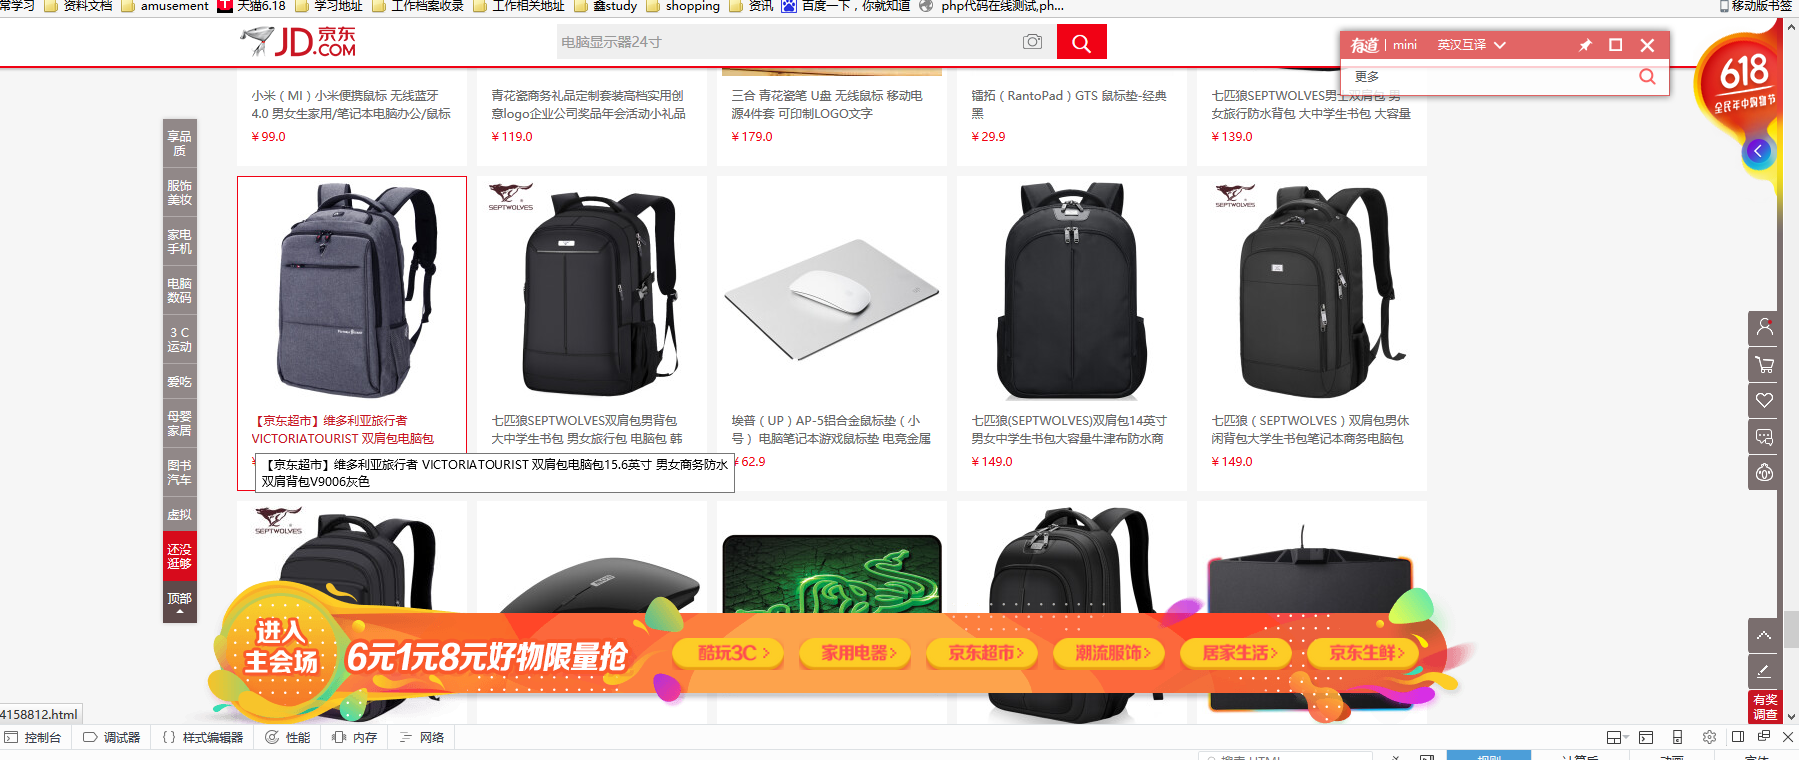 常学习 资料文档 amusement 天猫6.18 学习地址 工作档案收录 工作相关地址 鑫study shopping 资讯 百度一下，你就知道 php代码在线测试,ph... 移动版书签
JD.京东
.COM
电脑显示器24寸
有道 mini 英汉互译
更多
618
全民年中购物节
小米（MI）小米便携鼠标 无线蓝牙
4.0 男女生家用/笔记本电脑办公/鼠标
￥99.0
青花瓷商务礼品定制套装高档实用创
意logo企业公司奖品年会活动小礼品
￥119.0
三合 青花瓷笔 U盘 无线鼠标 移动电
源4件套 可印制LOGO文字
￥179.0
镭拓（RantoPad）GTS 鼠标垫-经典
黑
￥29.9
七匹狼SEPTWOLVES男士双肩包 男
女旅行防水背包 大中学生书包 大容量
￥139.0
享品
质
服饰
美妆
家电
手机
电脑
数码
3 C
运动
爱吃
母婴
家居
图书
汽车
虚拟
还没
逛够
顶部
SEPTWOLVES
SEPTWOLVES
【京东超市】维多利亚旅行者
VICTORIATOURIST 双肩包电脑包
七匹狼SEPTWOLVES双肩包男背包
大中学生书包 男女旅行包 电脑包 韩
埃普（UP）AP-5铝合金鼠标垫（小
号） 电脑笔记本游戏鼠标垫 电竞金属
￥62.9
七匹狼(SEPTWOLVES)双肩包14英寸
男女中学生书包大容量牛津布防水商
￥149.0
七匹狼（SEPTWOLVES）双肩包男休
闲背包大学生书包笔记本商务电脑包
￥149.0
【京东超市】维多利亚旅行者 VICTORIATOURIST 双肩包电脑包15.6英寸 男女商务防水
双肩背包V9006灰色
SEPTWOLVES
进入
主会场
6元1元8元好物限量抢
酷玩3C> 家用电器> 京东超市> 潮流服饰> 居家生活> 京东生鲜>
有奖
调查
4158812.html
控制台 调试器 { } 样式编辑器 性能 内存 网络
搜索 HTML
规则